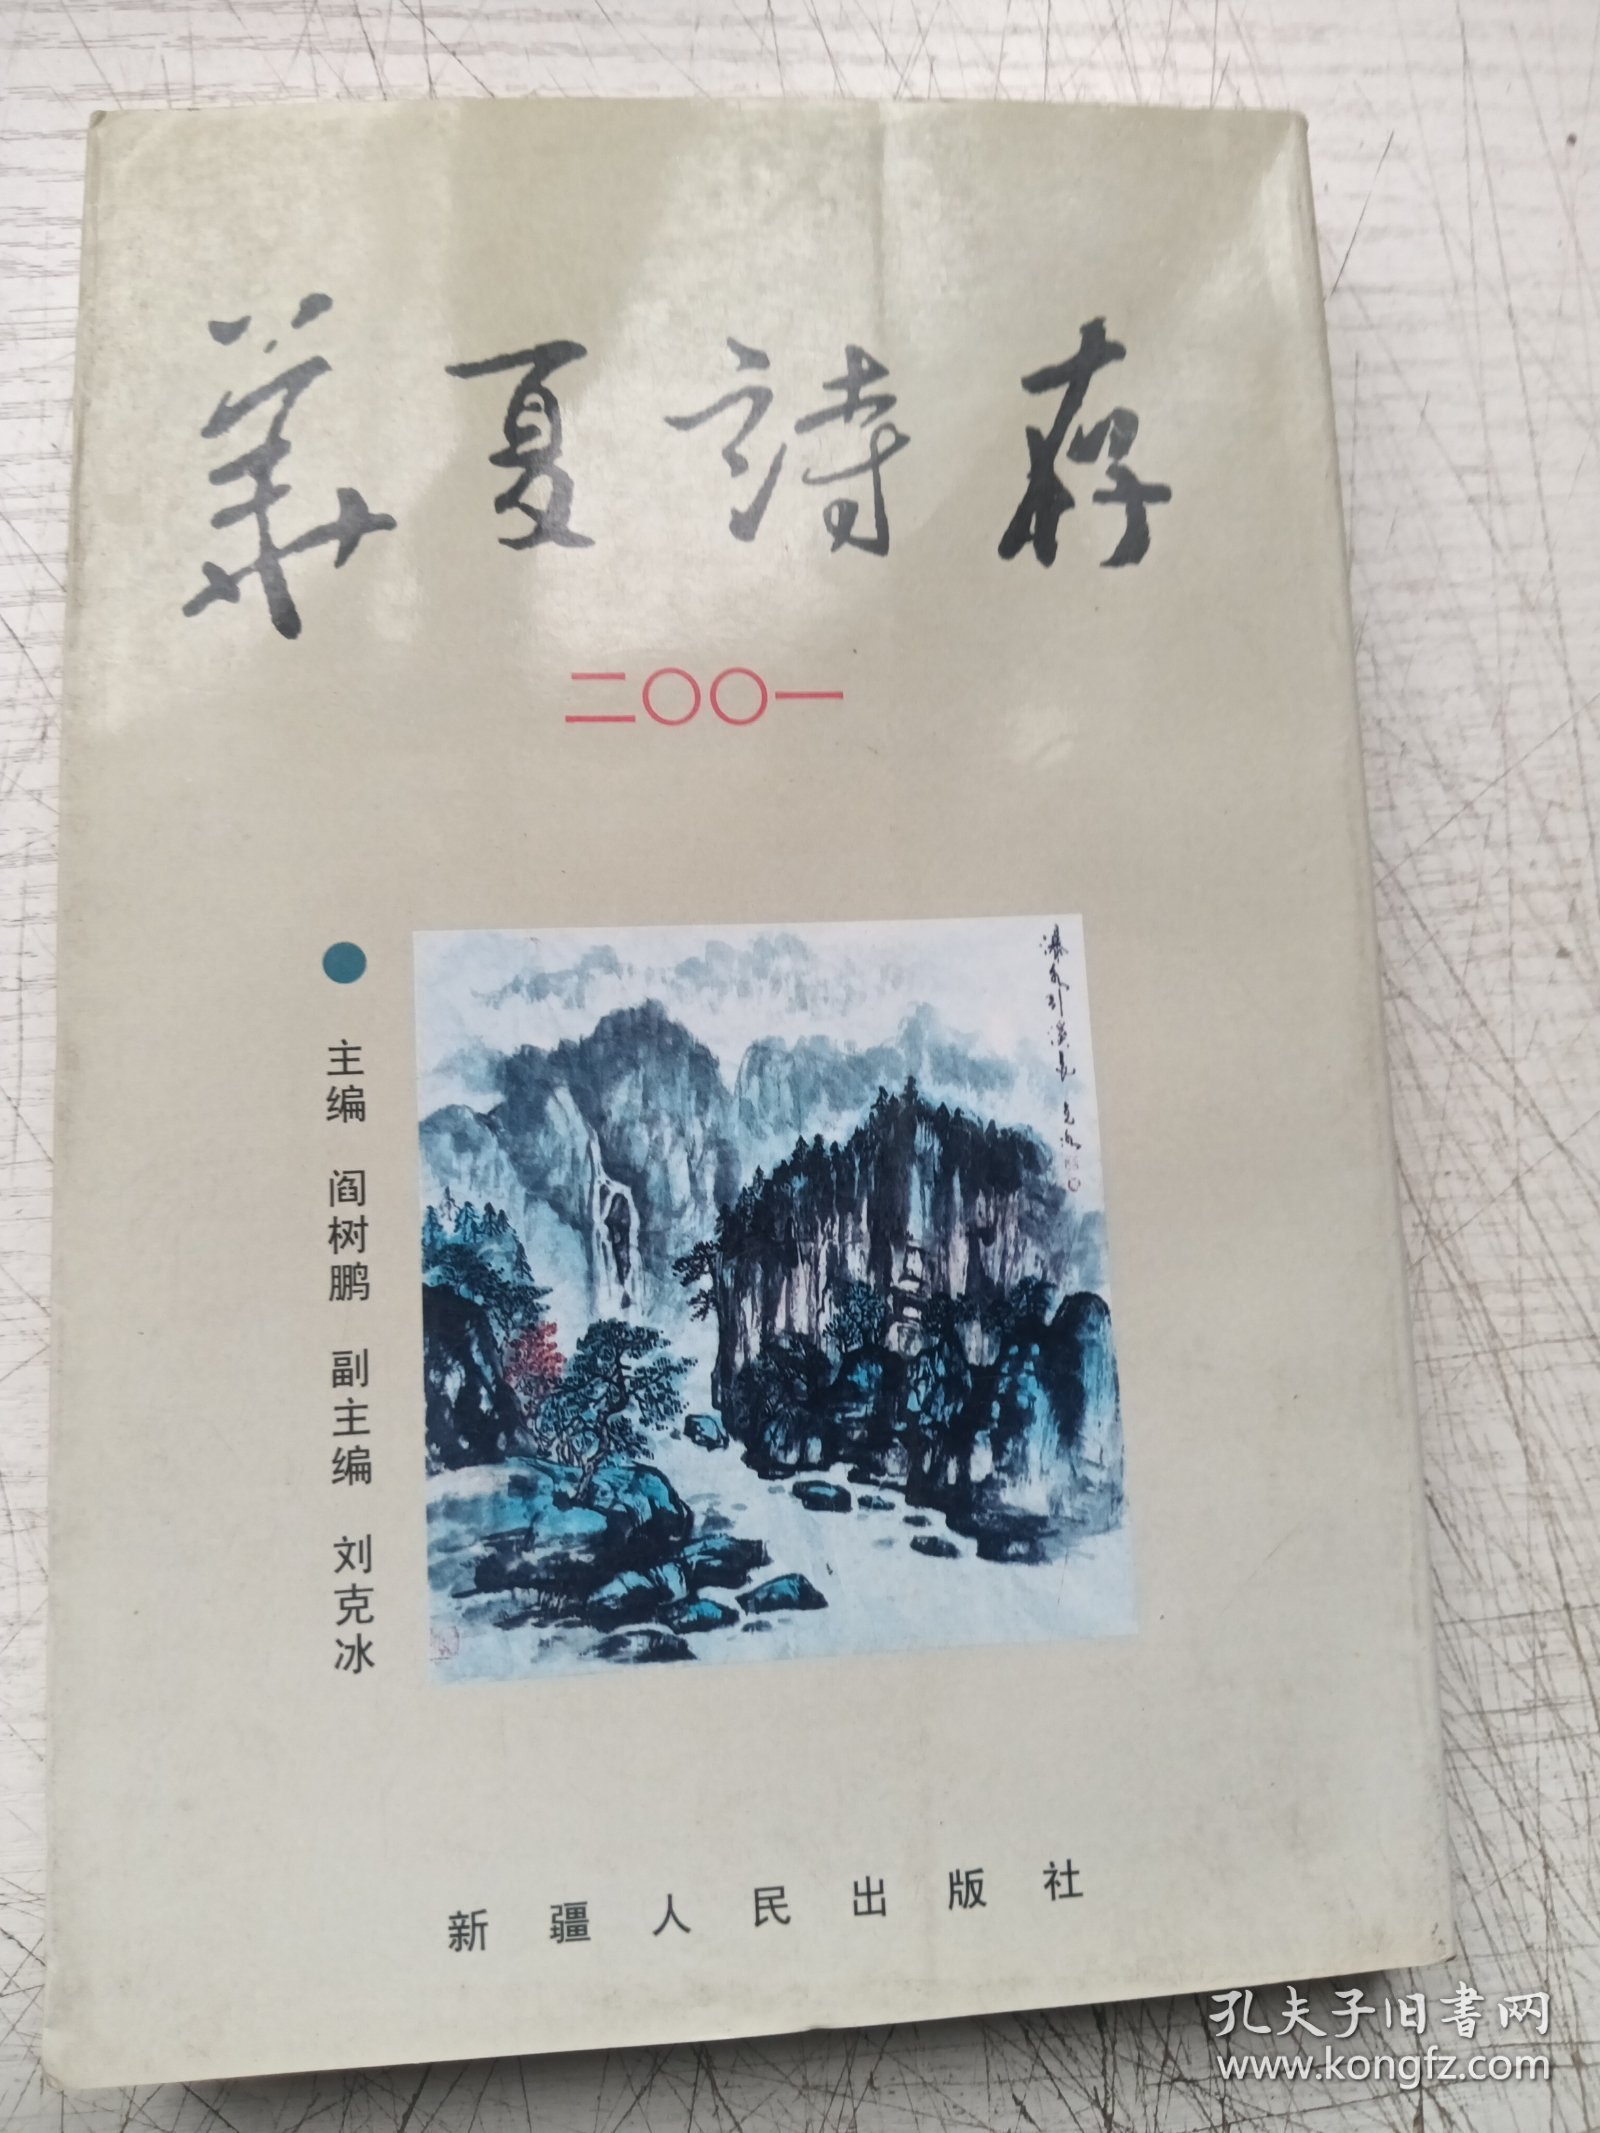 華夏詩存
二〇〇一
主编 阎树鹏 副主编 刘克冰
新疆人民出版社
孔夫子旧书网
www.kongfz.com